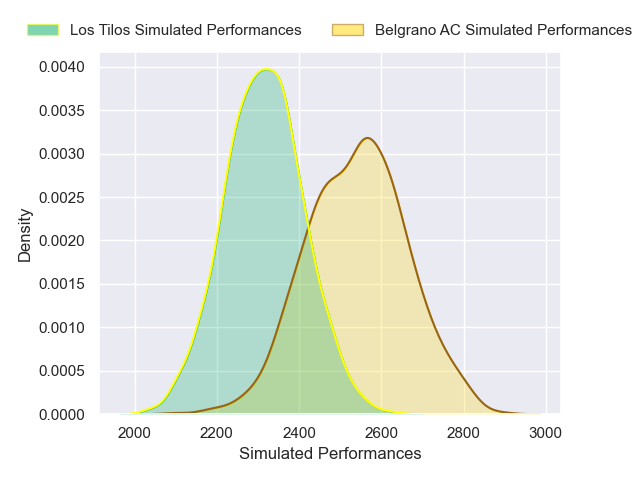 Los Tilos Simulated Performances
Belgrano AC Simulated Performances
0.0040
0.0035
0.0030
0.0025
0.0020
0.0015
0.0010
0.0005
0.0000
Density
2000 2200 2400 2600 2800 3000
Simulated Performances